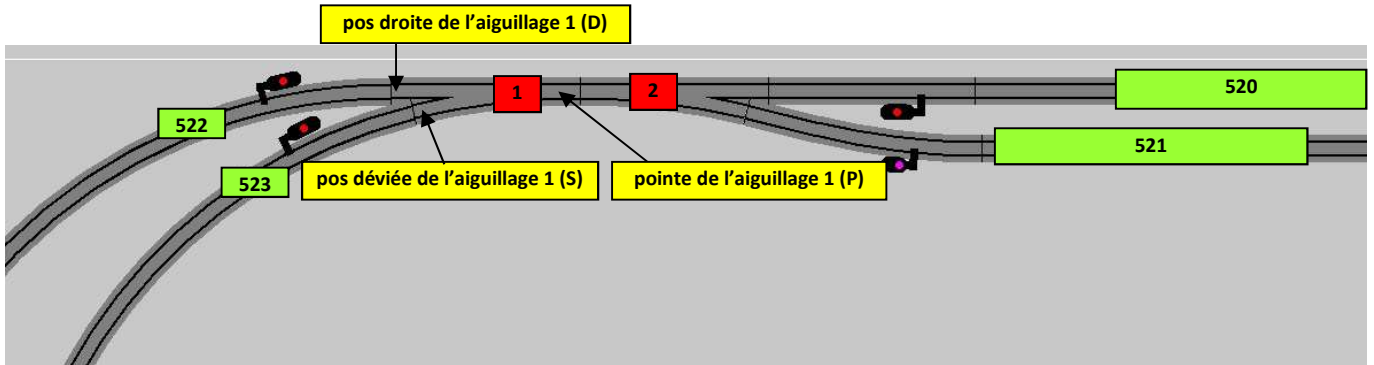 pos droite de l'aiguillage 1 (D)
1
2
520
522
521
523
pos déviée de l'aiguillage 1 (S)
pointe de l'aiguillage 1 (P)